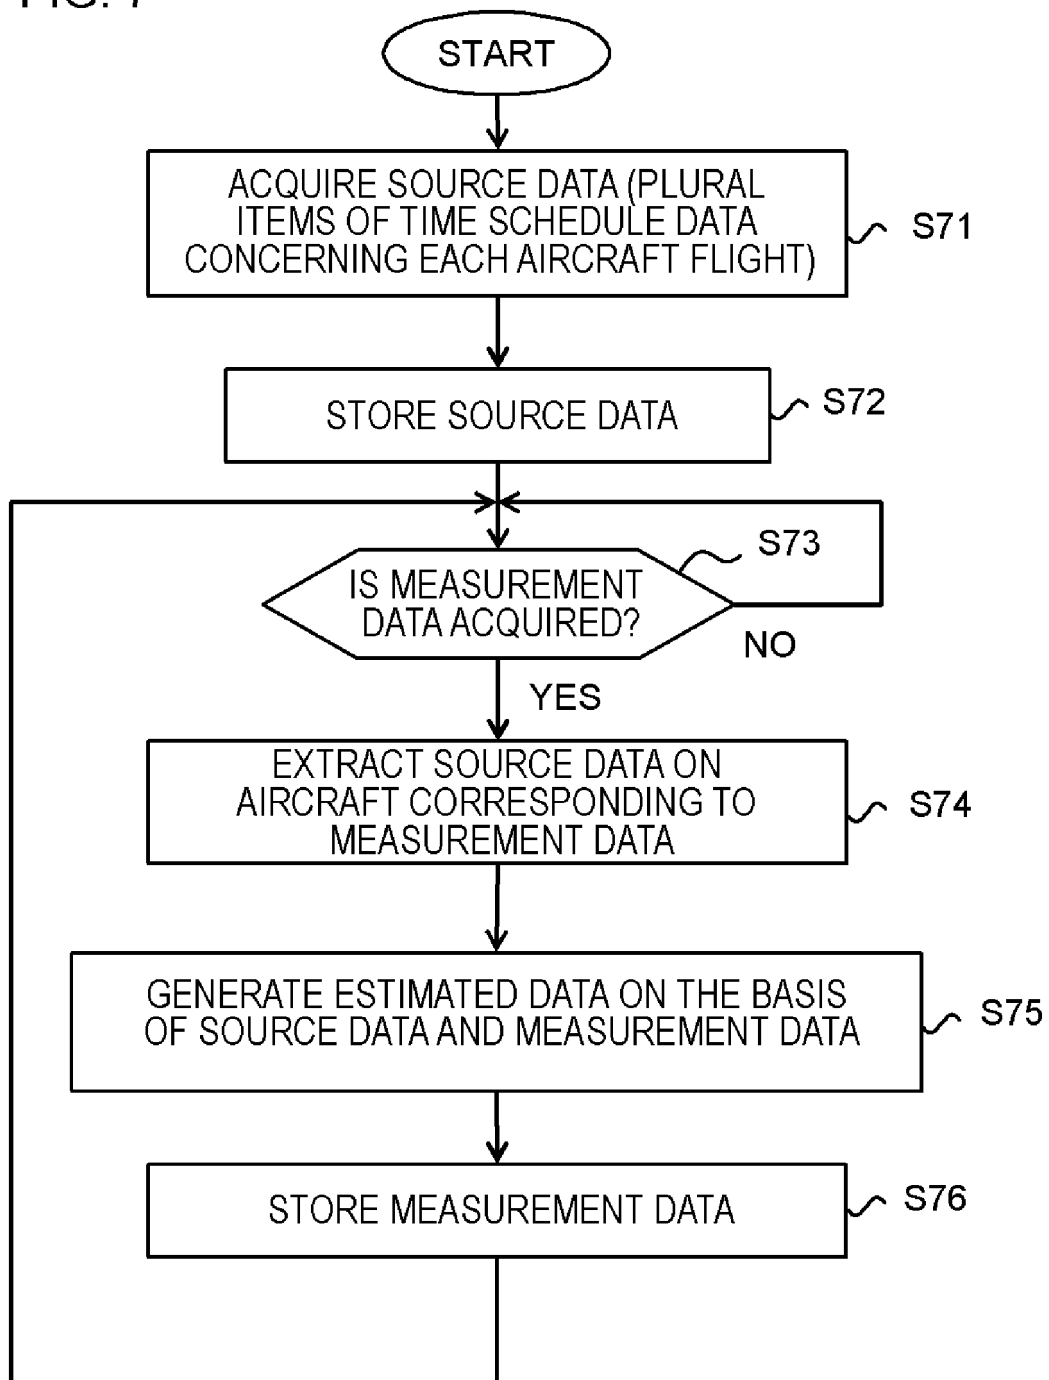 FIG. 7
START
ACQUIRE SOURCE DATA (PLURAL
ITEMS OF TIME SCHEDULE DATA
CONCERNING EACH AIRCRAFT FLIGHT)
S71
STORE SOURCE DATA
S72
IS MEASUREMENT
DATA ACQUIRED?
S73
NO
YES
EXTRACT SOURCE DATA ON
AIRCRAFT CORRESPONDING TO
MEASUREMENT DATA
S74
GENERATE ESTIMATED DATA ON THE BASIS
OF SOURCE DATA AND MEASUREMENT DATA
S75
STORE MEASUREMENT DATA
S76